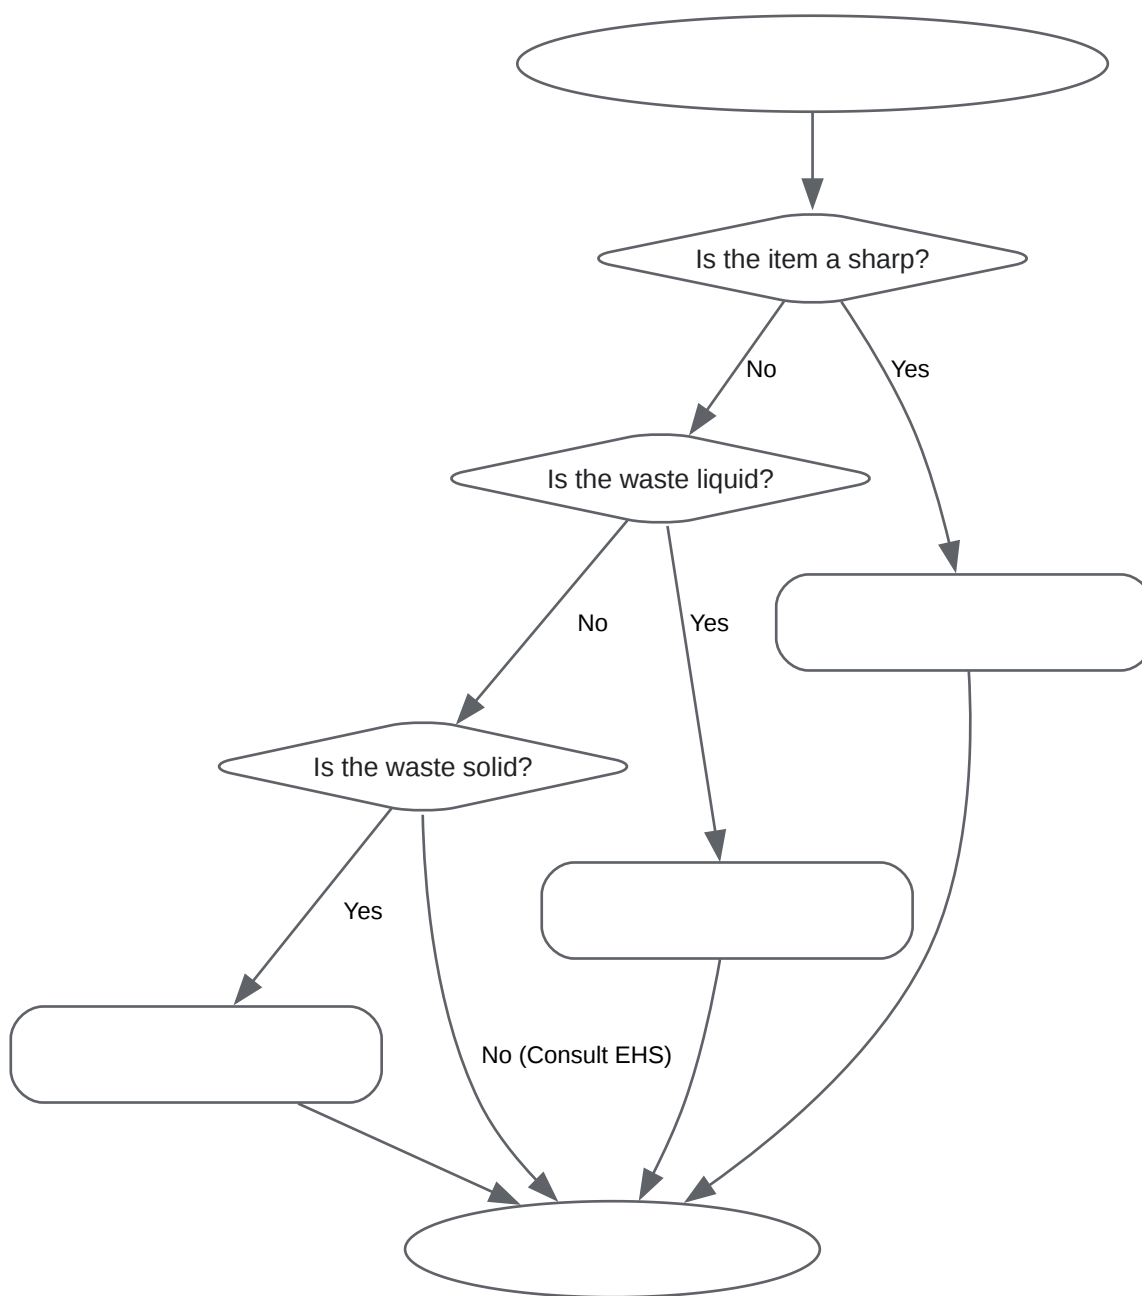 Is the item a sharp?
No
Yes
Is the waste liquid?
No
Yes
Is the waste solid?
Yes
No (Consult EHS)